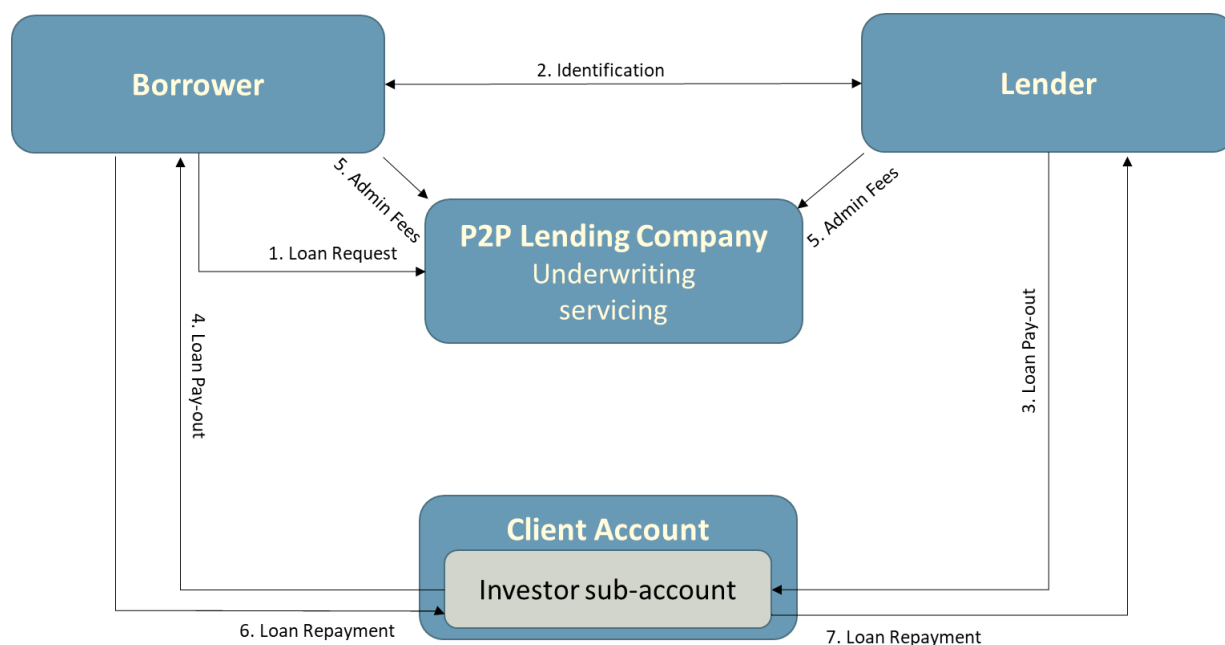 Borrower
2. Identification
Lender
5. Admin Fees
5. Admin Fees
P2P Lending Company
Underwriting
servicing
1. Loan Request
4. Loan Pay-out
3. Loan Pay-out
Client Account
Investor sub-account
6. Loan Repayment
7. Loan Repayment